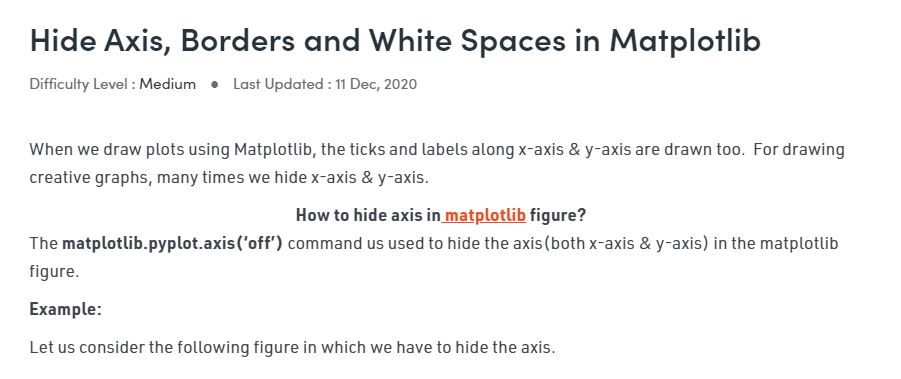 Hide Axis, Borders and White Spaces in Matplotlib
Difficulty Level : Medium ● Last Updated : 11 Dec, 2020
When we draw plots using Matplotlib, the ticks and labels along x-axis & y-axis are drawn too.  For drawing
creative graphs, many times we hide x-axis & y-axis.
How to hide axis in matplotlib figure?
The matplotlib.pyplot.axis(‘off’) command us used to hide the axis(both x-axis & y-axis) in the matplotlib
figure.
Example:
Let us consider the following figure in which we have to hide the axis.